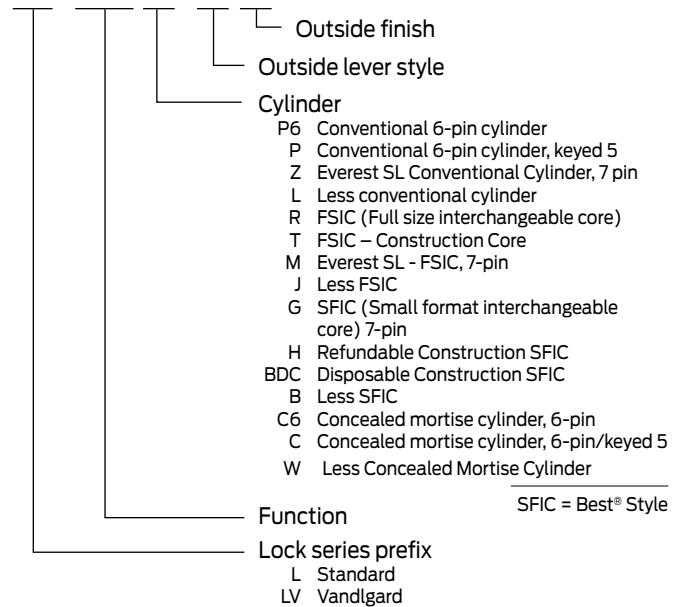 Outside finish
Outside lever style
Cylinder
P6 Conventional 6-pin cylinder
P Conventional 6-pin cylinder, keyed 5
Z Everest SL Conventional Cylinder, 7 pin
L Less conventional cylinder
R FSIC (Full size interchangeable core)
T FSIC – Construction Core
M Everest SL - FSIC, 7-pin
J Less FSIC
G SFIC (Small format interchangeable
core) 7-pin
H Refundable Construction SFIC
BDC Disposable Construction SFIC
B Less SFIC
C6 Concealed mortise cylinder, 6-pin
C Concealed mortise cylinder, 6-pin/keyed 5
W Less Concealed Mortise Cylinder
SFIC = Best® Style
Function
Lock series prefix
L Standard
LV Vandlgard